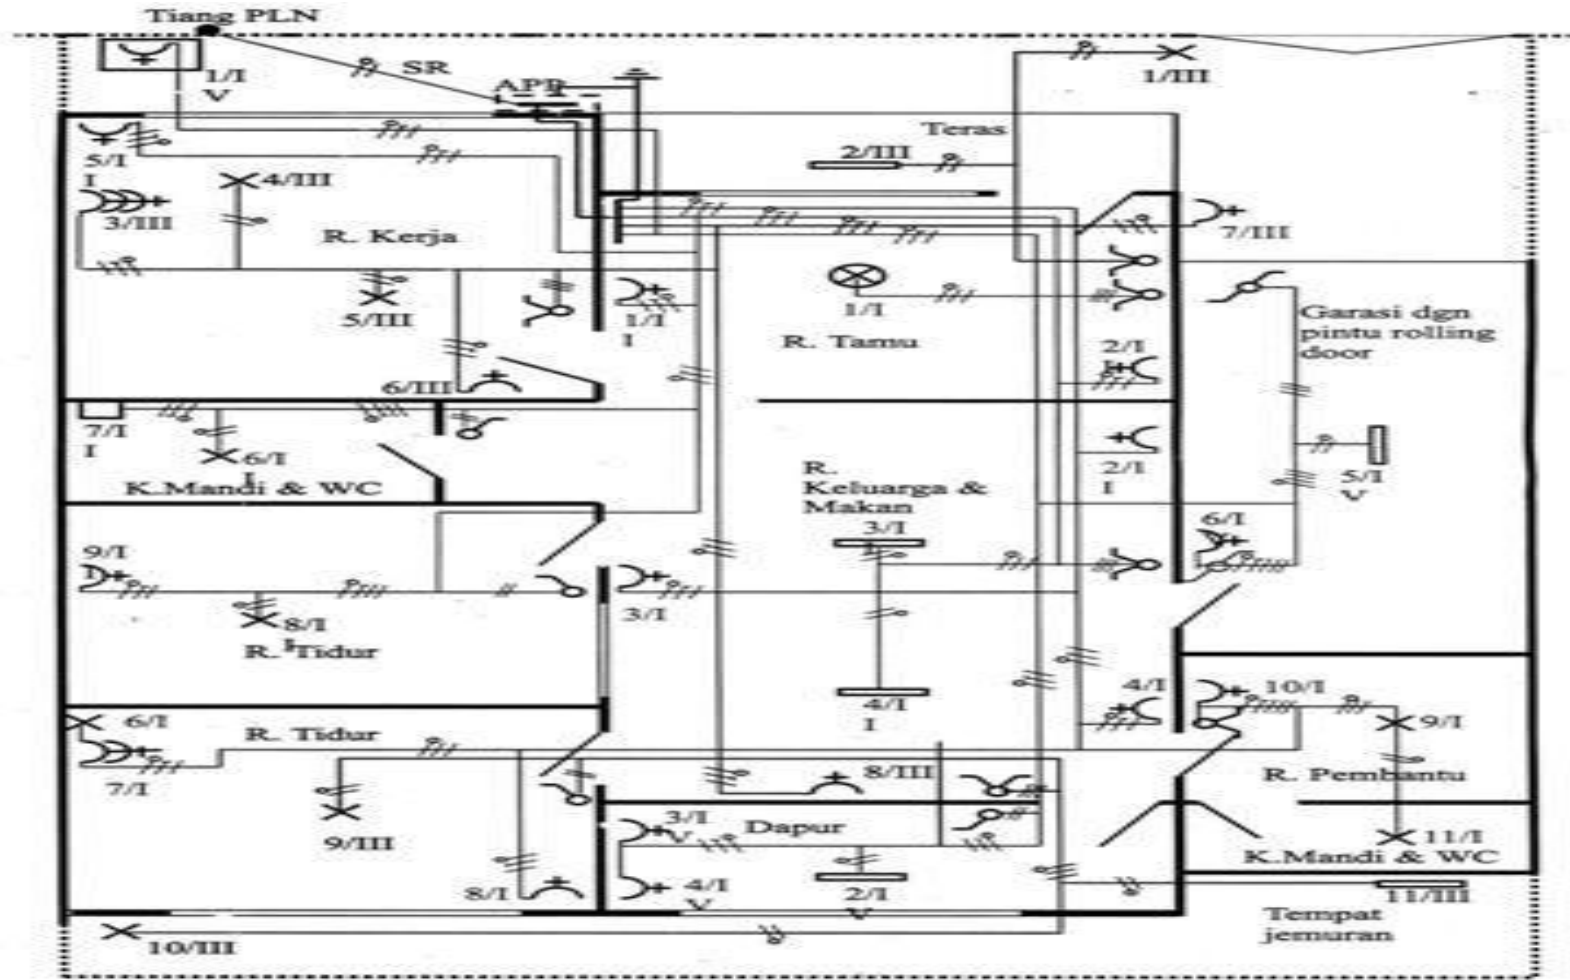 Tiang PLN
SR
APP
1/I
V
1/III
Teras
2/III
5/I
I
4/III
3/III
R. Kerja
7/III
5/III
1/I
I
1/I
R. Tamu
Garasi dgn
pintu rolling
door
2/I
I
6/III
7/I
I
6/I
I
K.Mandi & WC
2/I
I
R.
Keluarga &
Makan
5/I
V
3/I
I
6/I
9/I
I
3/I
8/I
I
R. Tidur
4/I
I
4/I
10/I
6/I
R. Tidur
9/I
7/I
8/III
R. Pembantu
9/III
3/I
V
Dapur
11/I
K.Mandi & WC
8/I
4/I
V
2/I
V
11/III
Tempat
jemuran
10/III